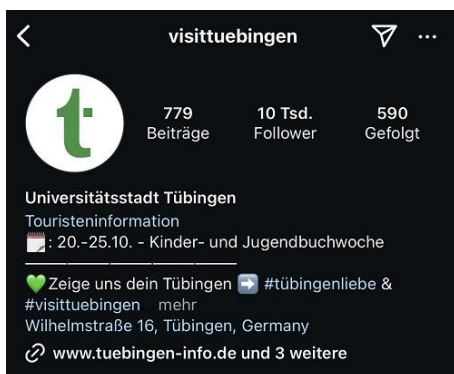 visittuebingen
t
779 10 Tsd. 590
Beiträge Follower Gefolgt
Universitätsstadt Tübingen
Touristeninformation
🗓️: 20.-25.10. - Kinder- und Jugendbuchwoche
💚Zeige uns dein Tübingen ➡️ #tübingenliebe &
#visittuebingen mehr
Wilhelmstraße 16, Tübingen, Germany
www.tuebingen-info.de und 3 weitere